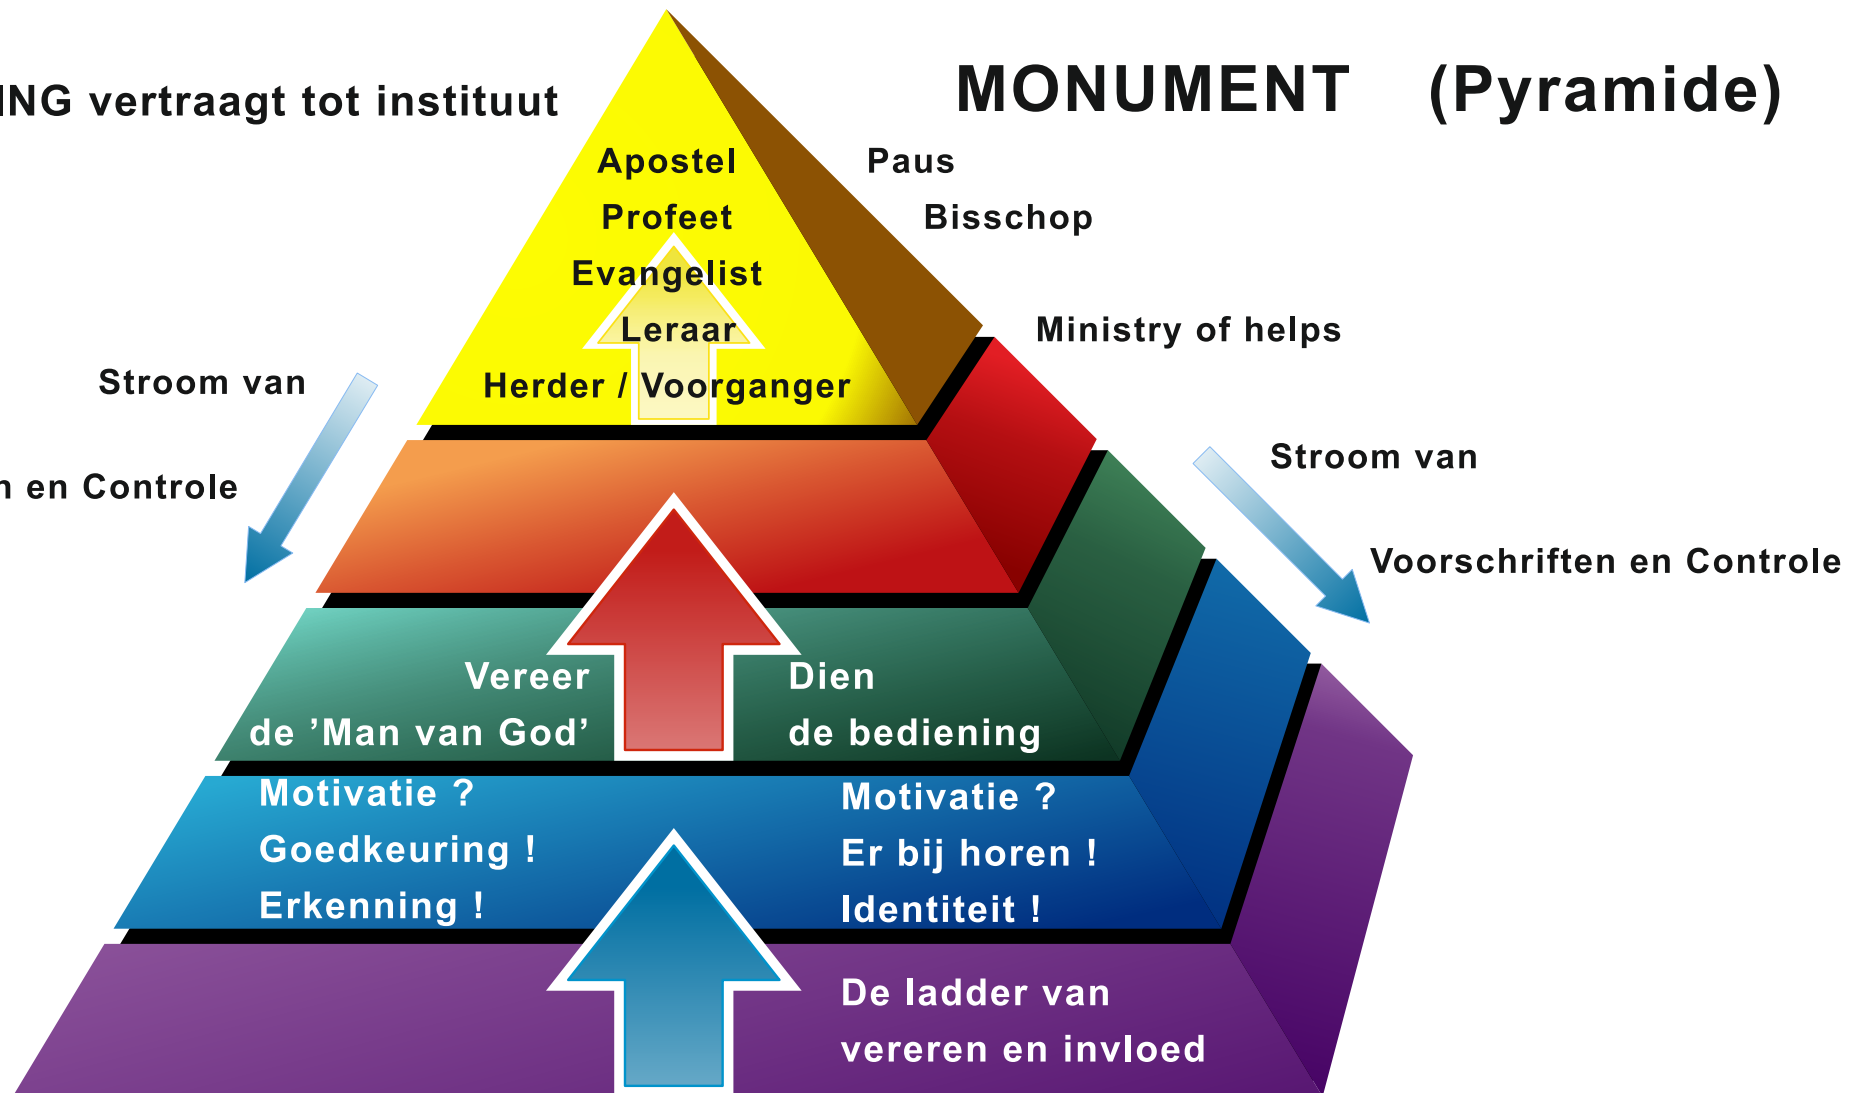 MONUMENT (Pyramide)
vertraagt tot instituut
Apostel
Paus
Profeet
Bisschop
Evangelist
Leraar
Ministry of helps
Herder / Voorganger
Stroom van
en Controle
Stroom van
Voorschriften en Controle
Vereer
de ’Man van God’
Dien
de bediening
Motivatie ?
Goedkeuring !
Erkenning !
Motivatie ?
Er bij horen !
Identiteit !
De ladder van
vereren en invloed